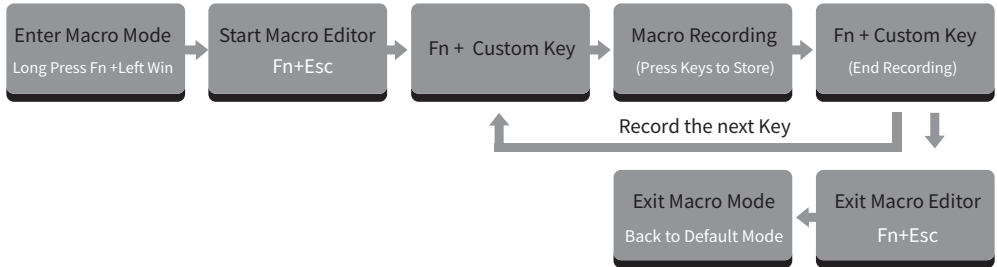 Enter Macro Mode
Long Press Fn +Left Win
Start Macro Editor
Fn+Esc
Fn + Custom Key
Macro Recording
(Press Keys to Store)
Fn + Custom Key
(End Recording)
Record the next Key
Exit Macro Mode
Back to Default Mode
Exit Macro Editor
Fn+Esc